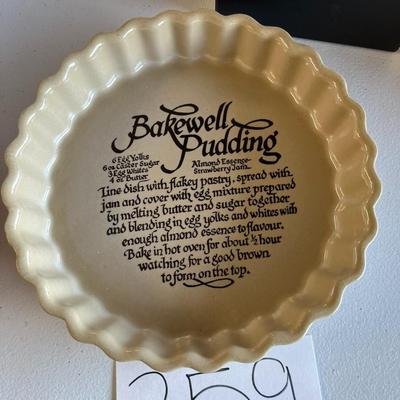 Bakewell
Pudding
6 Egg Yolks
6 oz Caster Sugar
3 Egg Whites
4 oz Butter
Almond Essence
Strawberry Jam
Line dish with flakey pastry, spread with
jam and cover with egg mixture prepared
by melting butter and sugar together
and blending in egg yolks and whites with
enough almond essence to flavour.
Bake in hot oven for about ½ hour
watching for a good brown
to form on the top.
259